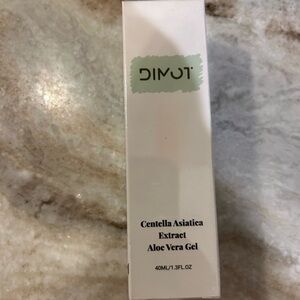 DIMOT
Centella Asiatica
Extract
Aloe Vera Gel
40ML/1.3FL.OZ